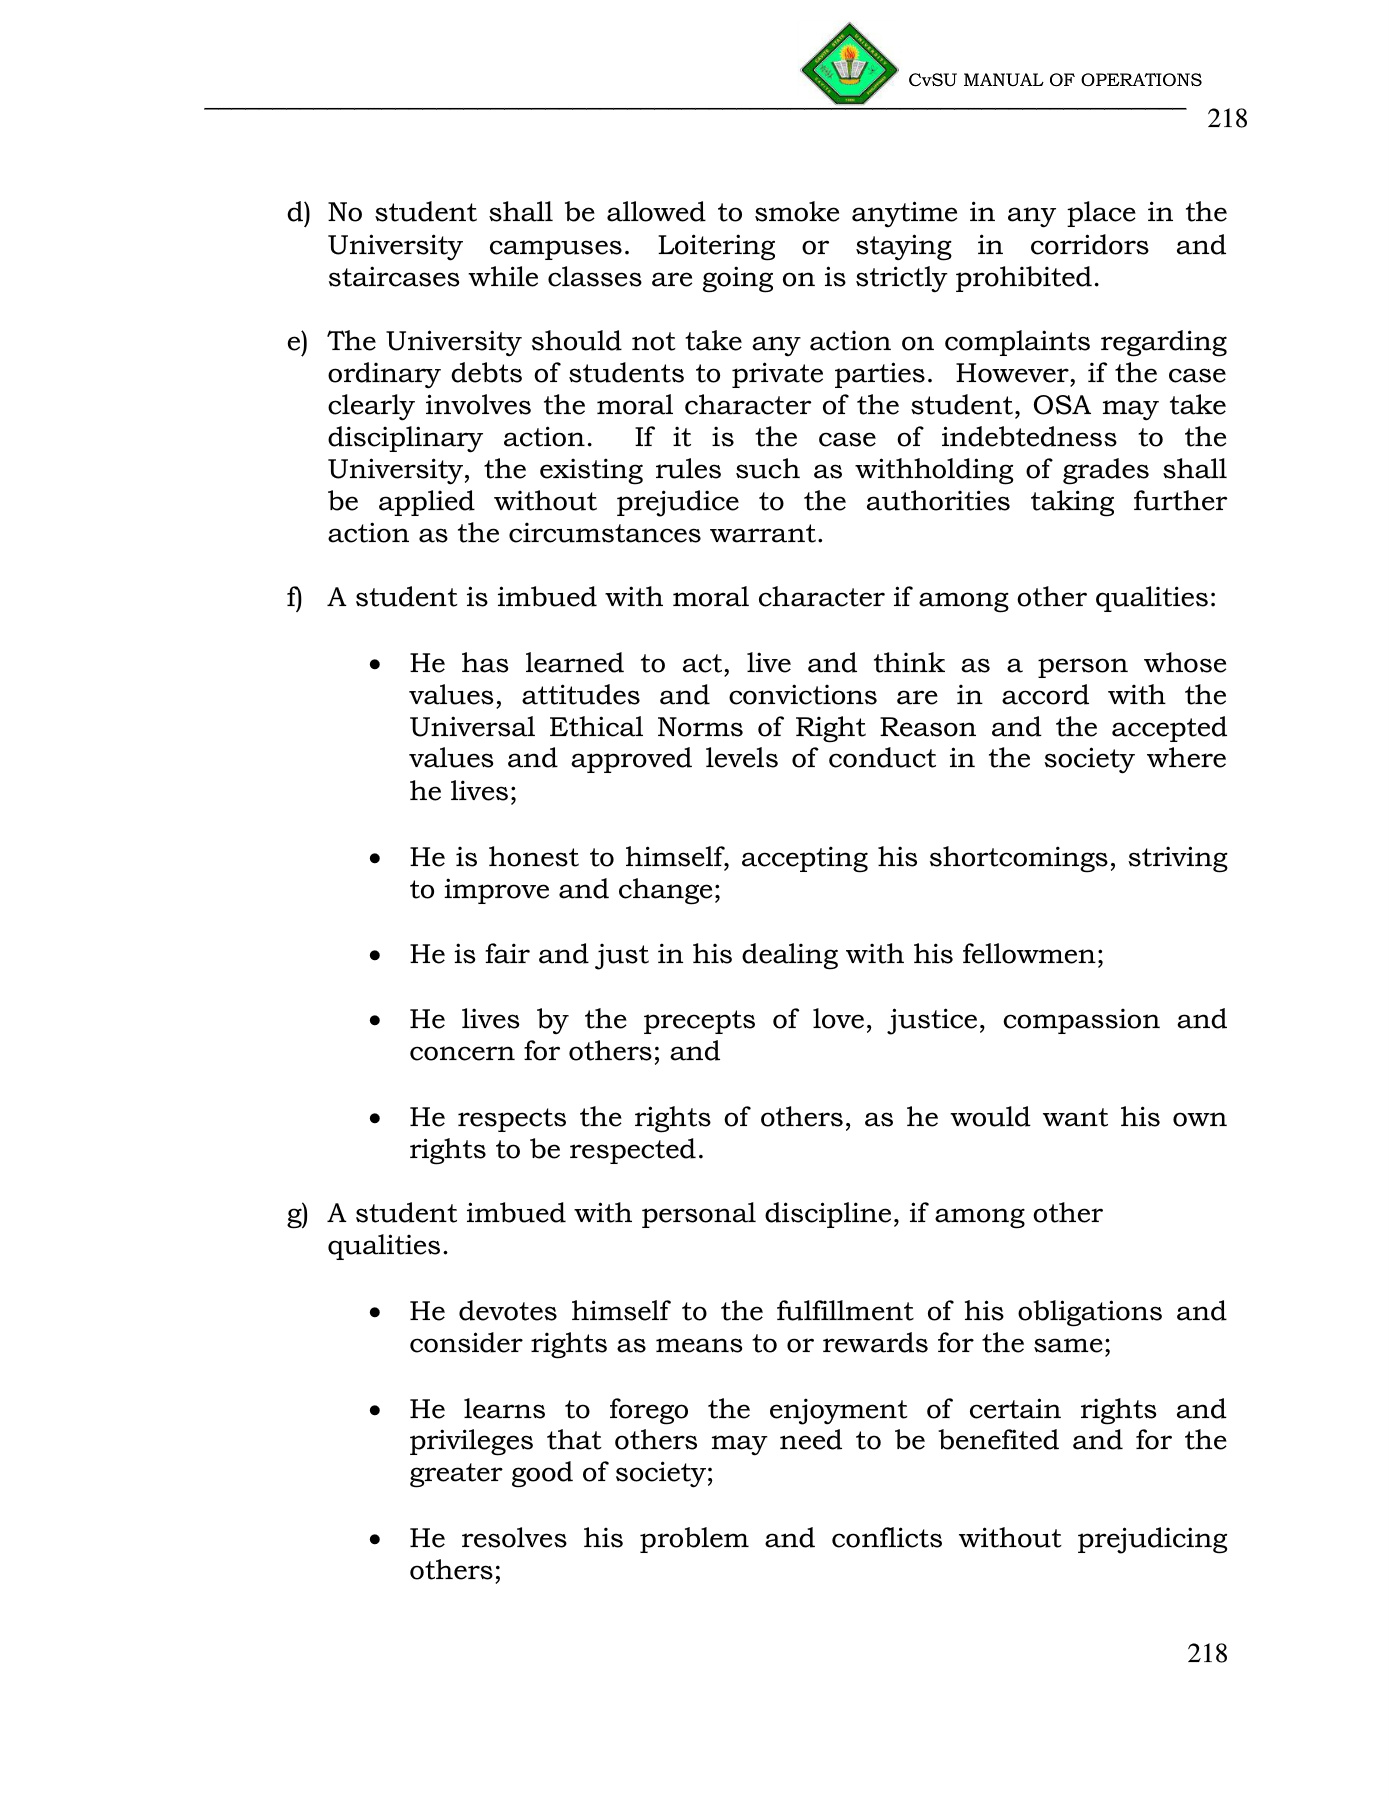 CvSU MANUAL OF OPERATIONS
218
d) No student shall be allowed to smoke anytime in any place in the
University campuses. Loitering or staying in corridors and
staircases while classes are going on is strictly prohibited.
e) The University should not take any action on complaints regarding
ordinary debts of students to private parties. However, if the case
clearly involves the moral character of the student, OSA may take
disciplinary action. If it is the case of indebtedness to the
University, the existing rules such as withholding of grades shall
be applied without prejudice to the authorities taking further
action as the circumstances warrant.
f) A student is imbued with moral character if among other qualities:
• He has learned to act, live and think as a person whose
values, attitudes and convictions are in accord with the
Universal Ethical Norms of Right Reason and the accepted
values and approved levels of conduct in the society where
he lives;
• He is honest to himself, accepting his shortcomings, striving
to improve and change;
• He is fair and just in his dealing with his fellowmen;
• He lives by the precepts of love, justice, compassion and
concern for others; and
• He respects the rights of others, as he would want his own
rights to be respected.
g) A student imbued with personal discipline, if among other
qualities.
• He devotes himself to the fulfillment of his obligations and
consider rights as means to or rewards for the same;
• He learns to forego the enjoyment of certain rights and
privileges that others may need to be benefited and for the
greater good of society;
• He resolves his problem and conflicts without prejudicing
others;
218